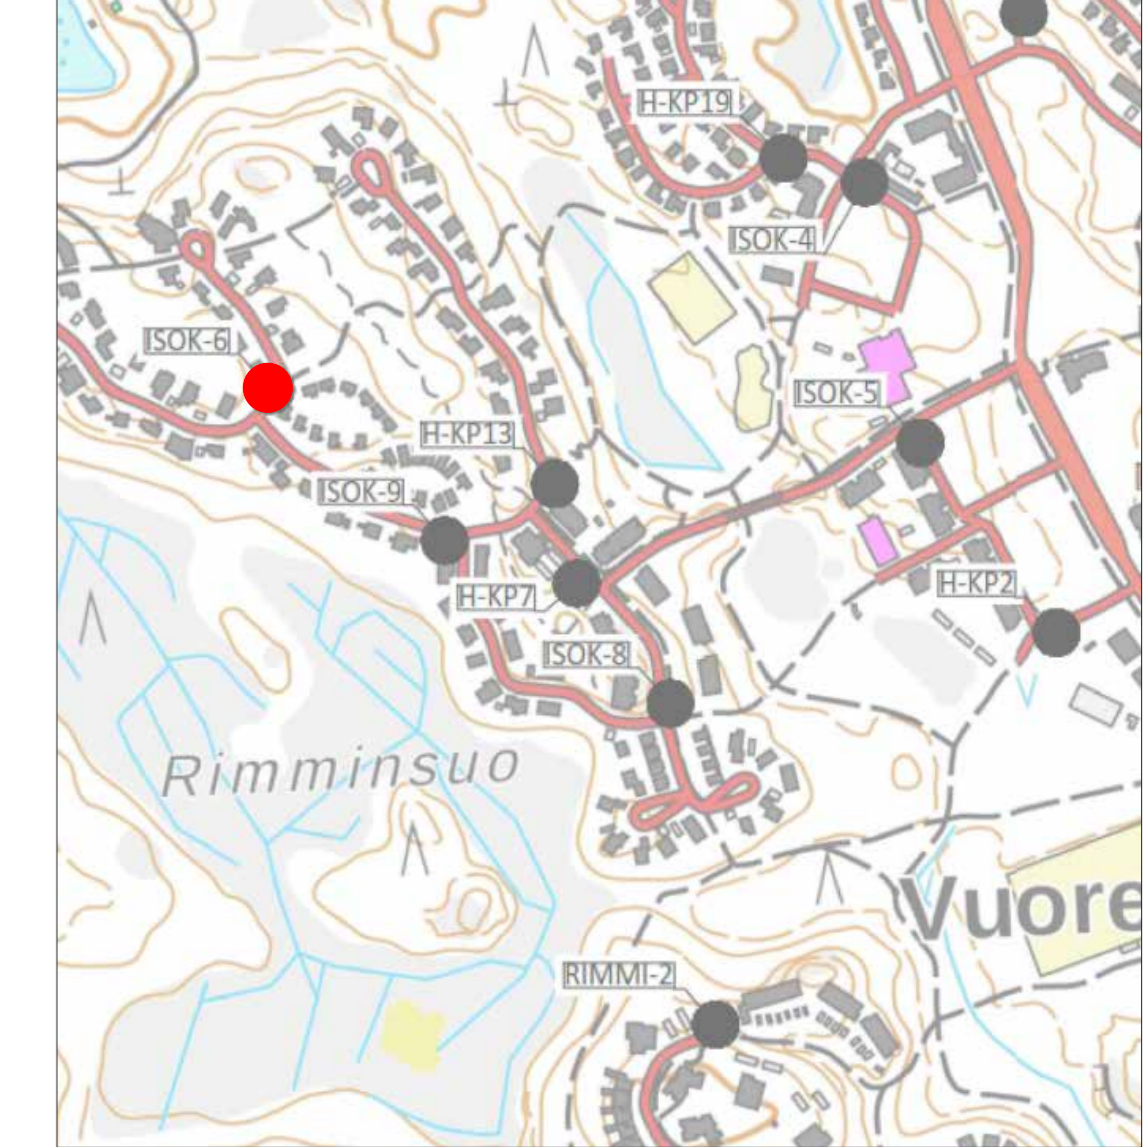 H-KP19
ISOK-4
ISOK-6
ISOK-5
H-KP13
ISOK-9
H-KP2
H-KP7
ISOK-8
Rimminsuo
Vuore
RIMMI-2